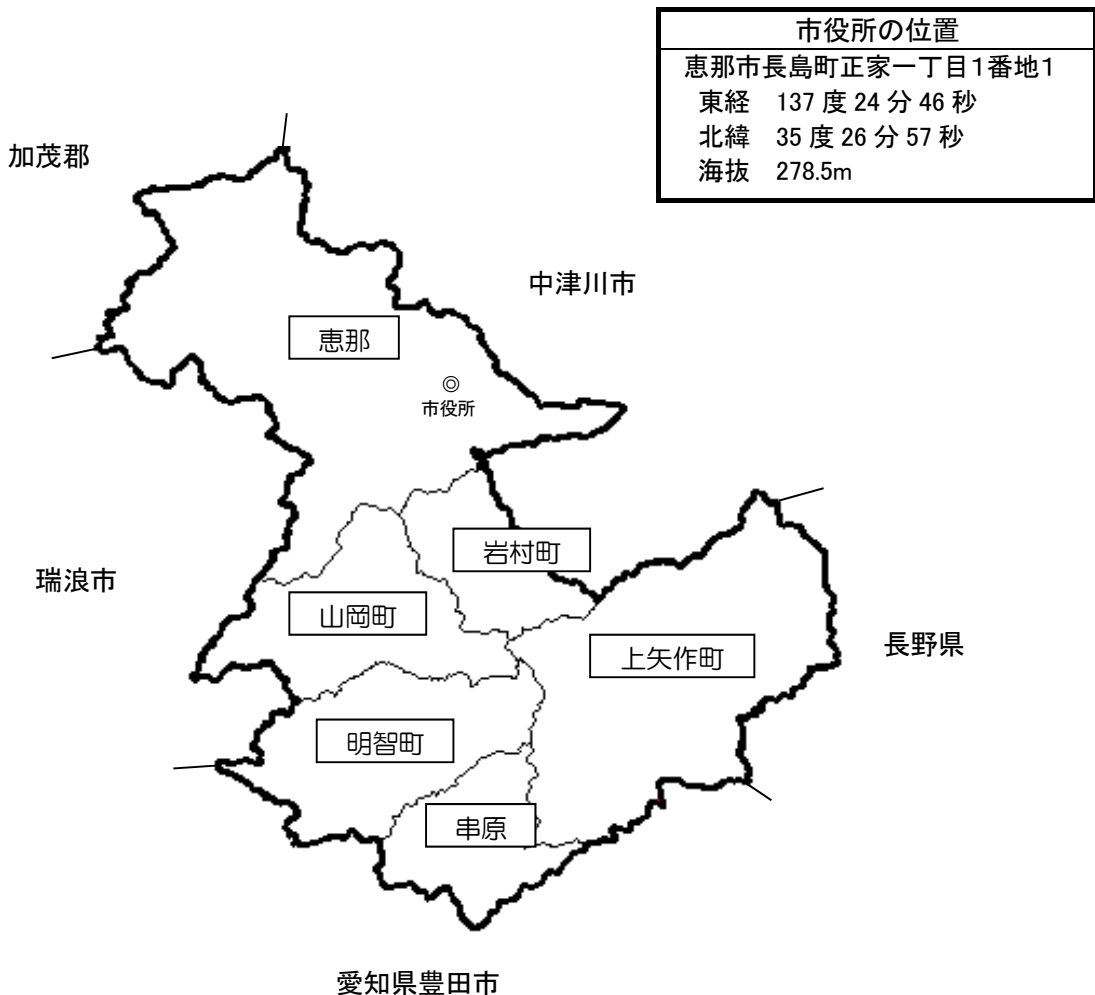 市役所の位置
恵那市長島町正家一丁目1番地1
東経 137 度 24 分 46 秒
北緯 35 度 26 分 57 秒
海抜 278.5m
加茂郡
中津川市
恵那
◎
市役所
岩村町
瑞浪市
山岡町
長野県
上矢作町
明智町
串原
愛知県豊田市